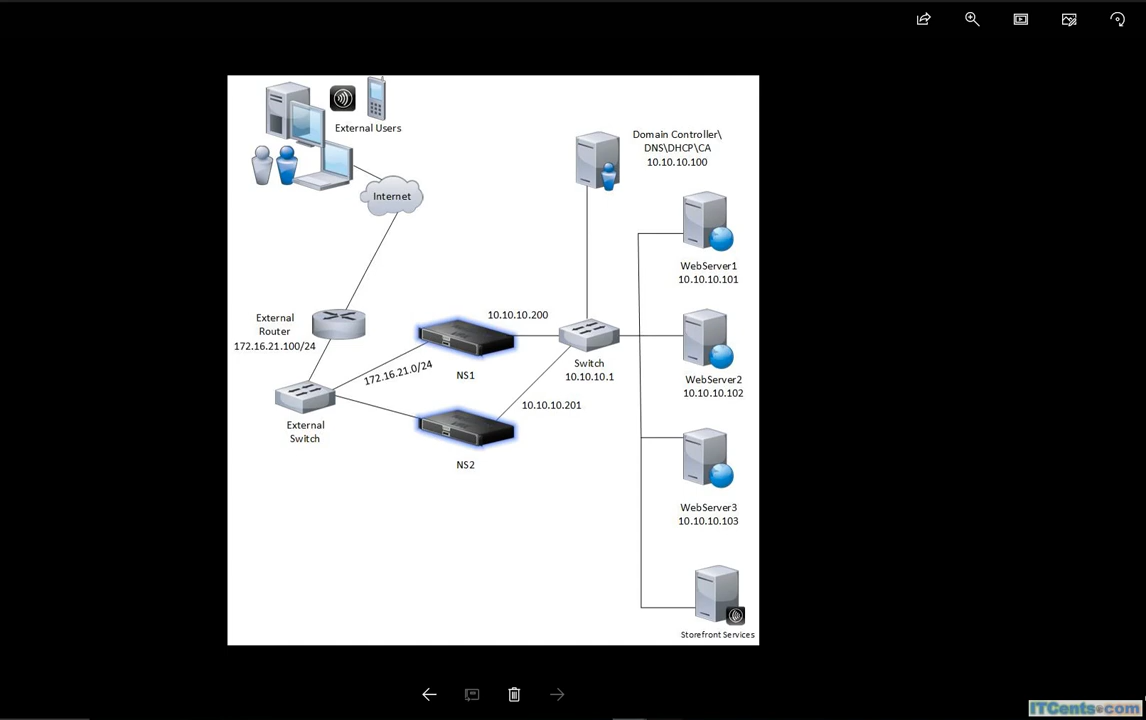 External Users
Internet
Domain Controller\
DNS\DHCP\CA
10.10.10.100
WebServer1
10.10.10.101
External
Router
172.16.21.100/24
10.10.10.200
NS1
172.16.21.0/24
Switch
10.10.10.1
WebServer2
10.10.10.102
10.10.10.201
External
Switch
NS2
WebServer3
10.10.10.103
Storefront Services
ITCents.com